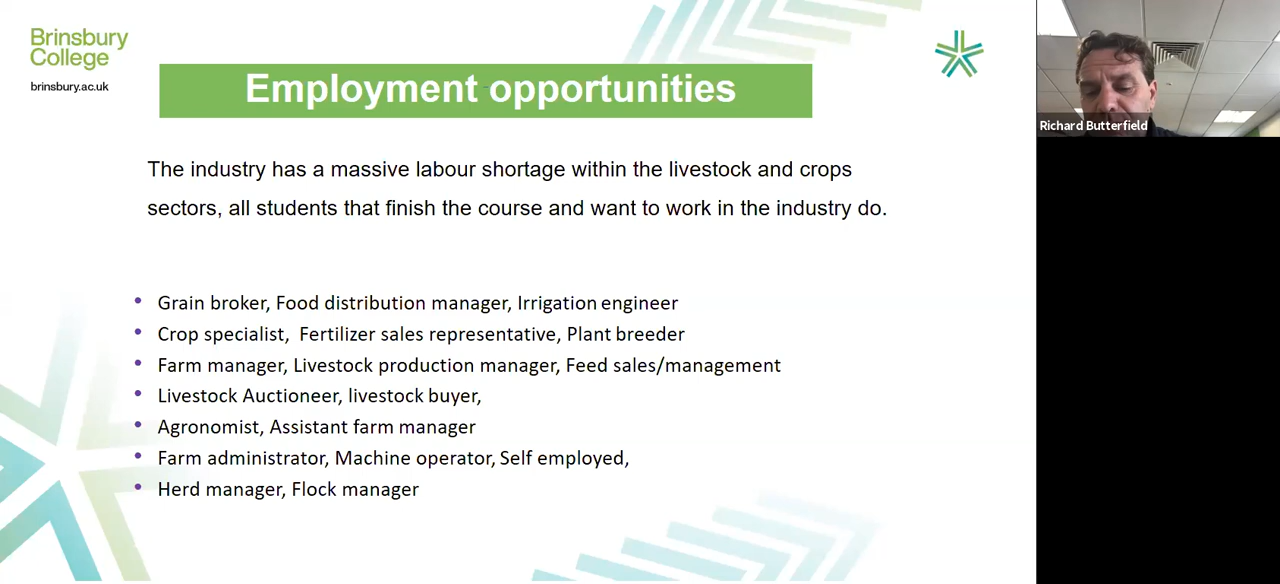 Brinsbury
College
brinsbury.ac.uk
Employment opportunities
The industry has a massive labour shortage within the livestock and crops
sectors, all students that finish the course and want to work in the industry do.
• Grain broker, Food distribution manager, Irrigation engineer
• Crop specialist,  Fertilizer sales representative, Plant breeder
• Farm manager, Livestock production manager, Feed sales/management
• Livestock Auctioneer, livestock buyer,
• Agronomist, Assistant farm manager
• Farm administrator, Machine operator, Self employed,
• Herd manager, Flock manager
Richard Butterfield